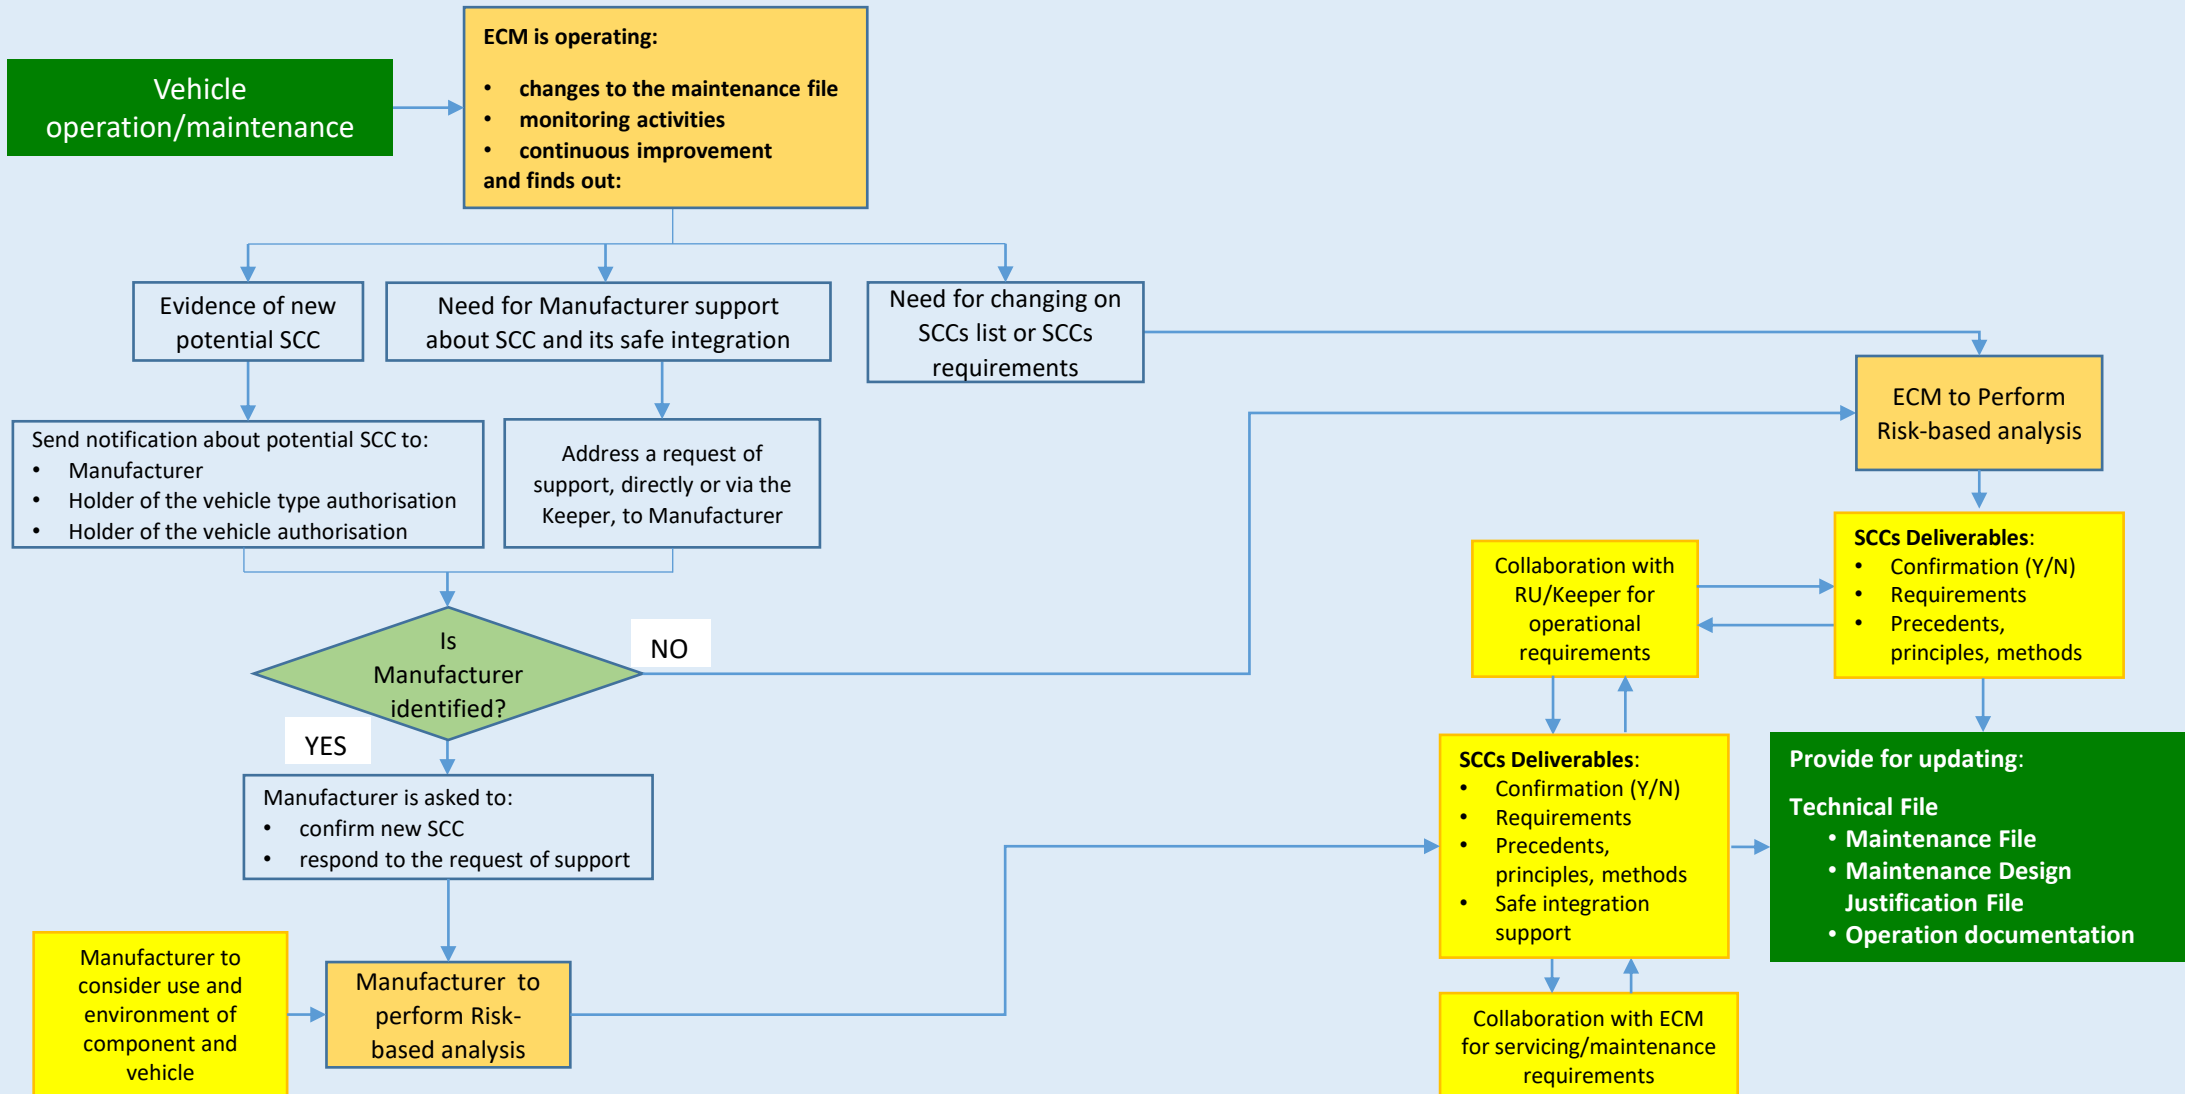 Vehicle
operation/maintenance
ECM is operating:
• changes to the maintenance file
• monitoring activities
• continuous improvement
and finds out:
Evidence of new
potential SCC
Need for Manufacturer support
about SCC and its safe integration
Need for changing on
SCCs list or SCCs
requirements
Send notification about potential SCC to:
• Manufacturer
• Holder of the vehicle type authorisation
• Holder of the vehicle authorisation
Address a request of
support, directly or via the
Keeper, to Manufacturer
ECM to Perform
Risk-based analysis
Is
Manufacturer
identified?
NO
YES
Manufacturer is asked to:
• confirm new SCC
• respond to the request of support
Manufacturer to
consider use and
environment of
component and
vehicle
Manufacturer to
perform Risk-
based analysis
Collaboration with
RU/Keeper for
operational
requirements
SCCs Deliverables:
• Confirmation (Y/N)
• Requirements
• Precedents,
principles, methods
SCCs Deliverables:
• Confirmation (Y/N)
• Requirements
• Precedents,
principles, methods
• Safe integration
support
Provide for updating:
Technical File
• Maintenance File
• Maintenance Design
Justification File
• Operation documentation
Collaboration with ECM
for servicing/maintenance
requirements